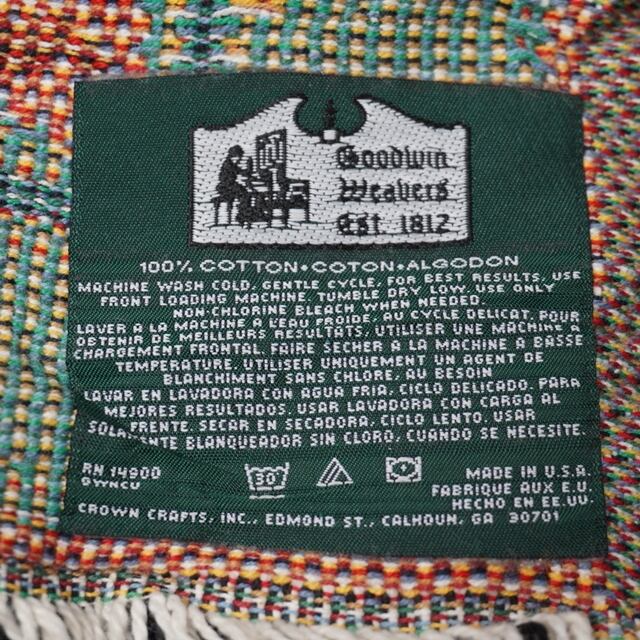 Goodwin
Weavers
Est. 1812
100% COTTON•COTON•ALGODON
MACHINE WASH COLD, GENTLE CYCLE, FOR BEST RESULTS, USE
FRONT LOADING MACHINE. TUMBLE DRY LOW. USE ONLY
NON-CHLORINE BLEACH WHEN NEEDED.
LAVER A LA MACHINE A L'EAU FROIDE, AU CYCLE DELICAT. POUR
OBTENIR DE MEILLEURS RESULTATS, UTILISER UNE MACHINE A
CHARGEMENT FRONTAL. FAIRE SECHER A LA MACHINE A BASSE
TEMPERATURE. UTILISER UNIQUEMENT UN AGENT DE
BLANCHIMENT SANS CHLORE, AU BESOIN
LAVAR EN LAVADORA CON AGUA FRIA, CICLO DELICADO. PARA
MEJORES RESULTADOS, USAR LAVADORA CON CARGA AL
FRENTE. SECAR EN SECADORA, CICLO LENTO. USAR
SOLAMENTE BLANQUEADOR SIN CLORO, CUANDO SE NECESITE.
RN 14900
GWNCU
30
MADE IN U.S.A.
FABRIQUE AUX E.U.
HECHO EN EE.UU.
CROWN CRAFTS, INC., EDMOND ST., CALHOUN, GA 30701